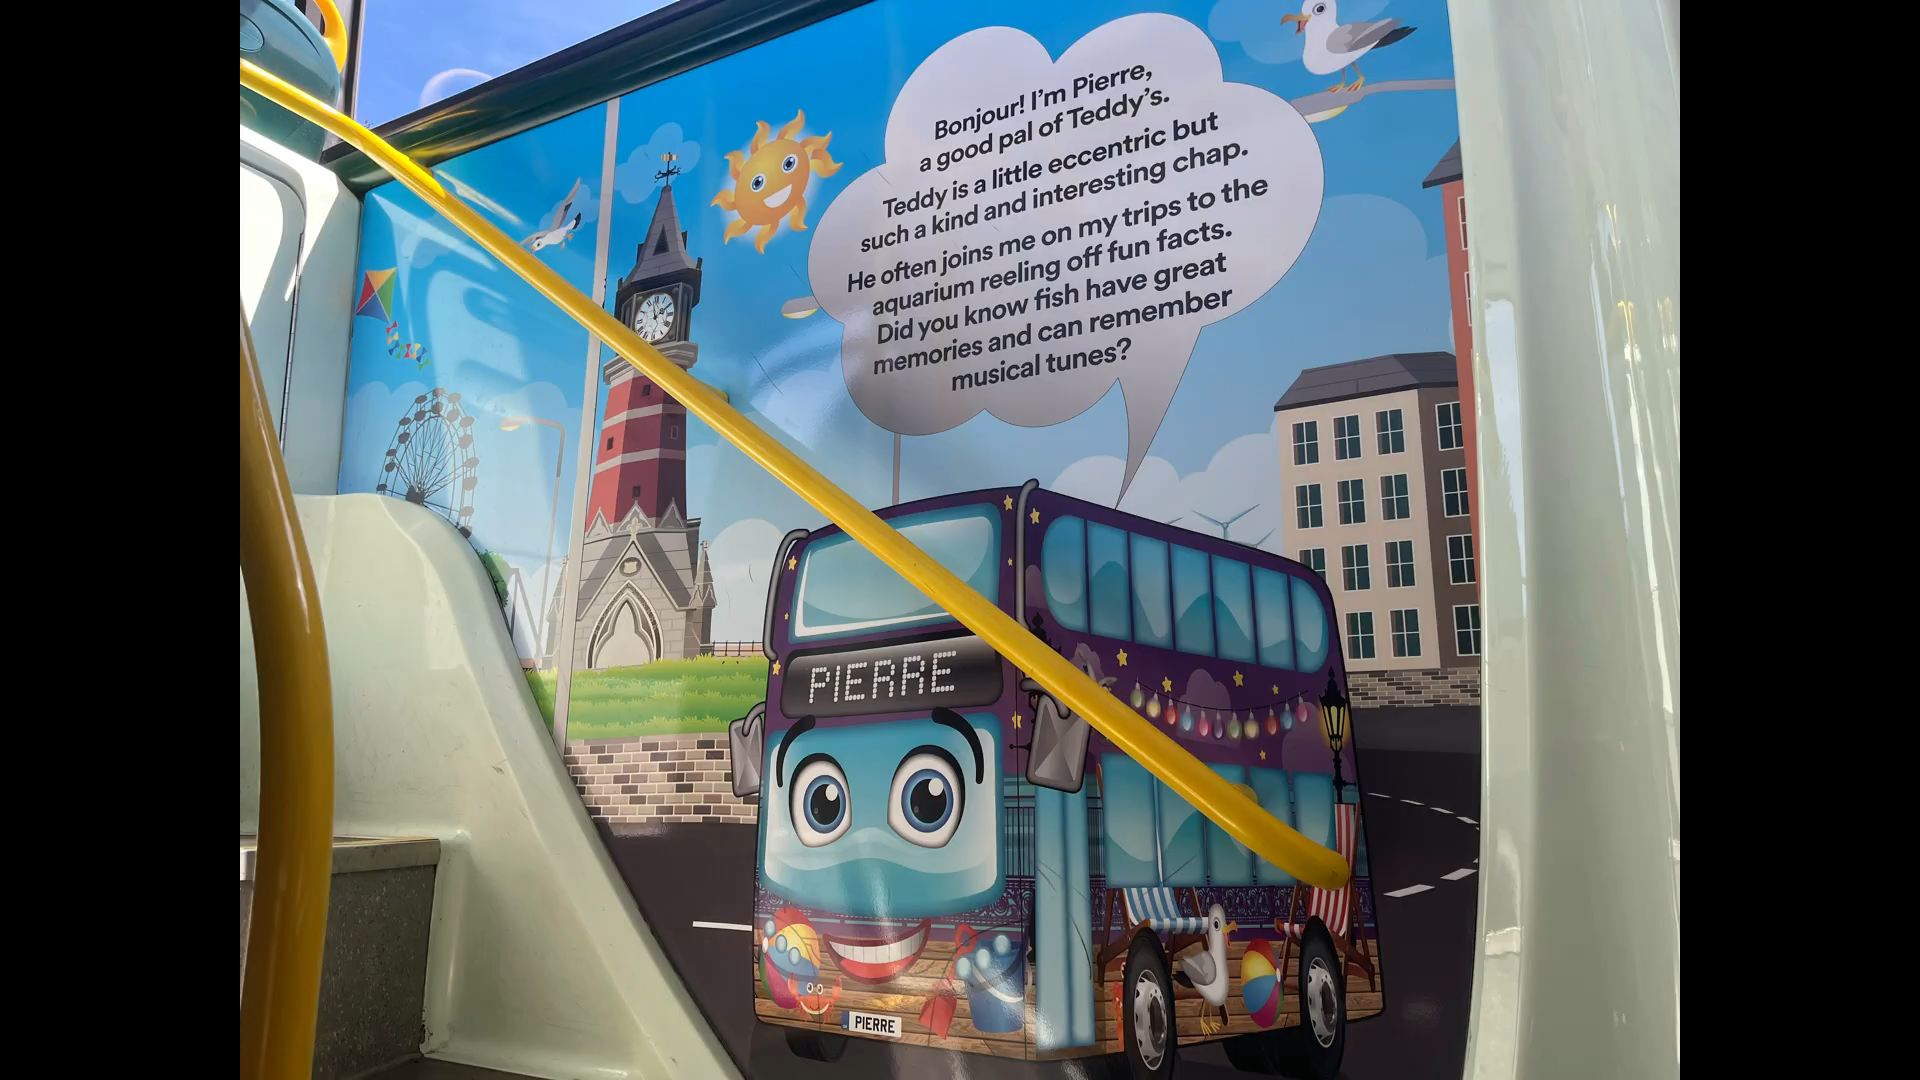 Bonjour! I'm Pierre,
a good pal of Teddy's.
Teddy is a little eccentric but
such a kind and interesting chap.
He often joins me on my trips to the
aquarium reeling off fun facts.
Did you know fish have great
memories and can remember
musical tunes?
PIERRE
PIERRE